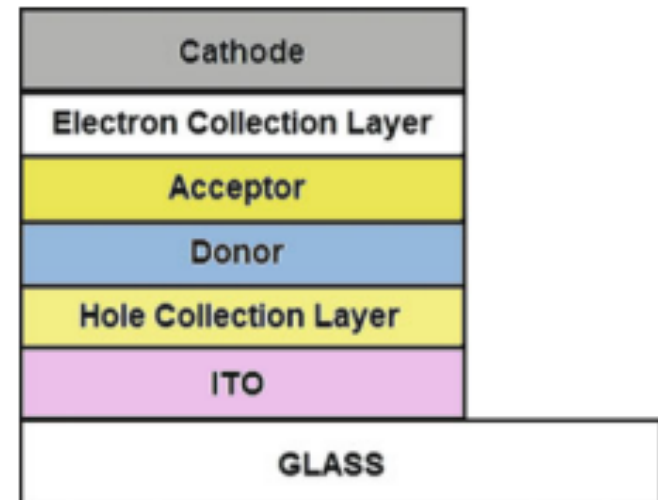 Cathode
Electron Collection Layer
Acceptor
Donor
Hole Collection Layer
ITO
GLASS